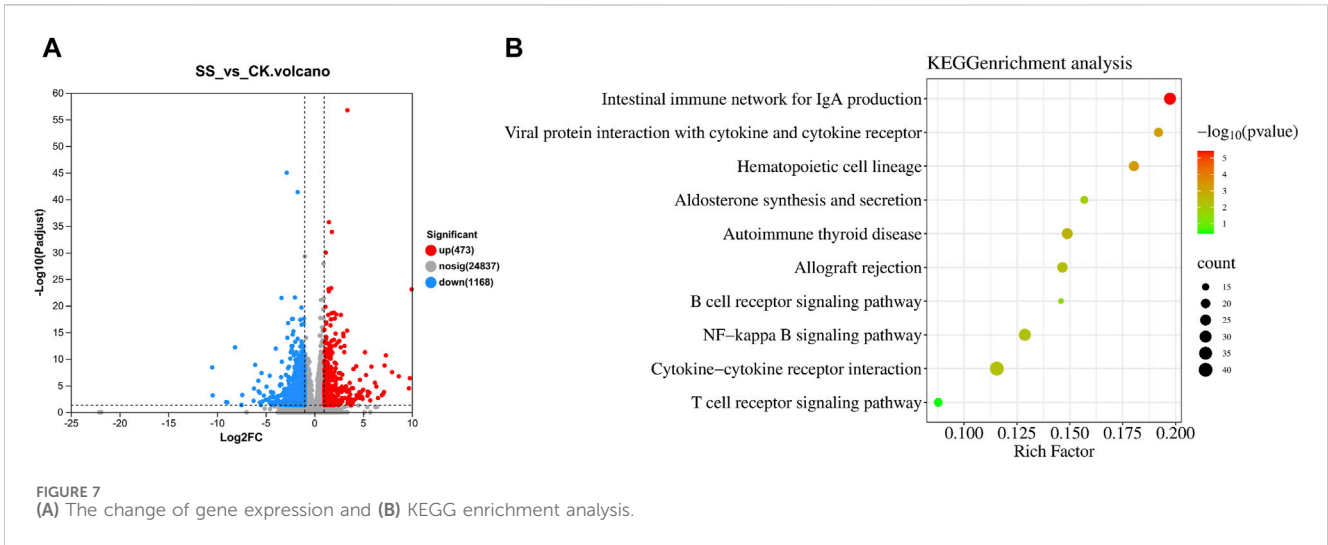 A
SS_vs_CK.volcano
60
55
50
45
40
35
30
25
20
15
10
5
0
-Log10(Padjust)
-25 -20 -15 -10 -5 0 5 10
Log2FC
Significant
up(473)
nosig(24837)
down(1168)
B
KEGGenrichment analysis
Intestinal immune network for IgA production
Viral protein interaction with cytokine and cytokine receptor
Hematopoietic cell lineage
Aldosterone synthesis and secretion
Autoimmune thyroid disease
Allograft rejection
B cell receptor signaling pathway
NF−kappa B signaling pathway
Cytokine−cytokine receptor interaction
T cell receptor signaling pathway
0.100 0.125 0.150 0.175 0.200
Rich Factor
−log10(pvalue)
5
4
3
2
1
count
15
20
25
30
35
40
FIGURE 7
(A) The change of gene expression and (B) KEGG enrichment analysis.